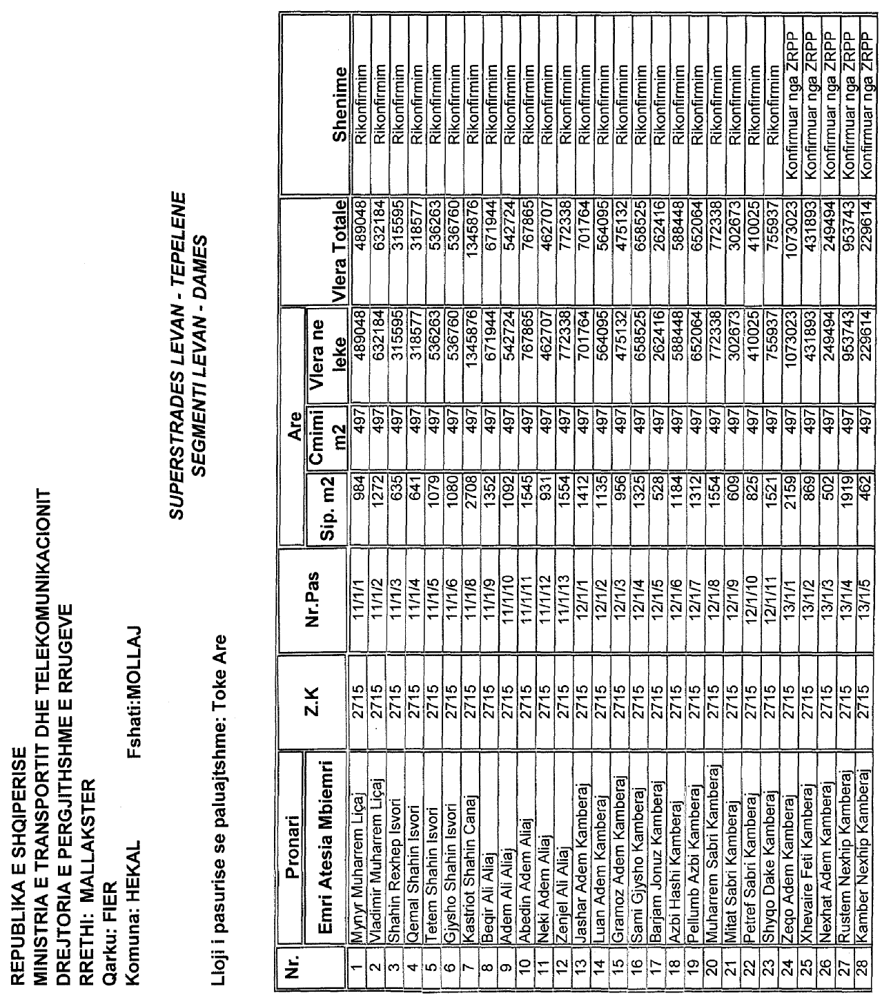 REPUBLIKA E SHQIPERISE
MINISTRIA E TRANSPORTIT DHE TELEKOMUNIKACIONIT
DREJTORIA E PERGJITHSHME E RRUGEVE
RRETHI: MALLAKSTER
Qarku: FIER
Komuna: HEKAL Fshati:MOLLAJ
SUPERSTRADES LEVAN - TEPELENE
SEGMENTI LEVAN - DAMES
Lloji i pasurise se paluajtshme: Toke Are
Nr. Pronari Z.K Nr.Pas Are Vlera Totale Shenime
Emri Atesia Mbiemri Sip. m2 Cmimi m2 Vlera ne leke
1 Mynyr Muharrem Liçaj 2715 11/1/1 984 497 489048 489048 Rikonfirmim
2 Vladimir Muharrem Liçaj 2715 11/1/2 1272 497 632184 632184 Rikonfirmim
3 Shahin Rexhep Isvori 2715 11/1/3 635 497 315595 315595 Rikonfirmim
4 Qemal Shahin Isvori 2715 11/1/4 641 497 318577 318577 Rikonfirmim
5 Tetem Shahin Isvori 2715 11/1/5 1079 497 536263 536263 Rikonfirmim
6 Gjysho Shahin Isvori 2715 11/1/6 1080 497 536760 536760 Rikonfirmim
7 Kastriot Shahin Canaj 2715 11/1/8 2708 497 1345876 1345876 Rikonfirmim
8 Beqir Ali Aliaj 2715 11/1/9 1352 497 671944 671944 Rikonfirmim
9 Adem Ali Aliaj 2715 11/1/10 1092 497 542724 542724 Rikonfirmim
10 Abedin Adem Aliaj 2715 11/1/11 1545 497 767865 767865 Rikonfirmim
11 Neki Adem Aliaj 2715 11/1/12 931 497 462707 462707 Rikonfirmim
12 Zenjel Ali Aliaj 2715 11/1/13 1554 497 772338 772338 Rikonfirmim
13 Jashar Adem Kamberaj 2715 12/1/1 1412 497 701764 701764 Rikonfirmim
14 Luan Adem Kamberaj 2715 12/1/2 1135 497 564095 564095 Rikonfirmim
15 Gramoz Adem Kamberaj 2715 12/1/3 956 497 475132 475132 Rikonfirmim
16 Sami Gjysho Kamberaj 2715 12/1/4 1325 497 658525 658525 Rikonfirmim
17 Barjam Jonuz Kamberaj 2715 12/1/5 528 497 262416 262416 Rikonfirmim
18 Azbi Hashi Kamberaj 2715 12/1/6 1184 497 588448 588448 Rikonfirmim
19 Pellumb Azbi Kamberaj 2715 12/1/7 1312 497 652064 652064 Rikonfirmim
20 Muharrem Sabri Kamberaj 2715 12/1/8 1554 497 772338 772338 Rikonfirmim
21 Mitat Sabri Kamberaj 2715 12/1/9 609 497 302673 302673 Rikonfirmim
22 Petref Sabri Kamberaj 2715 12/1/10 825 497 410025 410025 Rikonfirmim
23 Shyqo Dake Kamberaj 2715 12/1/11 1521 497 755937 755937 Rikonfirmim
24 Zeqo Adem Kamberaj 2715 13/1/1 2159 497 1073023 1073023 Konfirmuar nga ZRPP
25 Xhevaire Feti Kamberaj 2715 13/1/2 869 497 431893 431893 Konfirmuar nga ZRPP
26 Nexhat Adem Kamberaj 2715 13/1/3 502 497 249494 249494 Konfirmuar nga ZRPP
27 Rustem Nexhip Kamberaj 2715 13/1/4 1919 497 953743 953743 Konfirmuar nga ZRPP
28 Kamber Nexhip Kamberaj 2715 13/1/5 462 497 229614 229614 Konfirmuar nga ZRPP